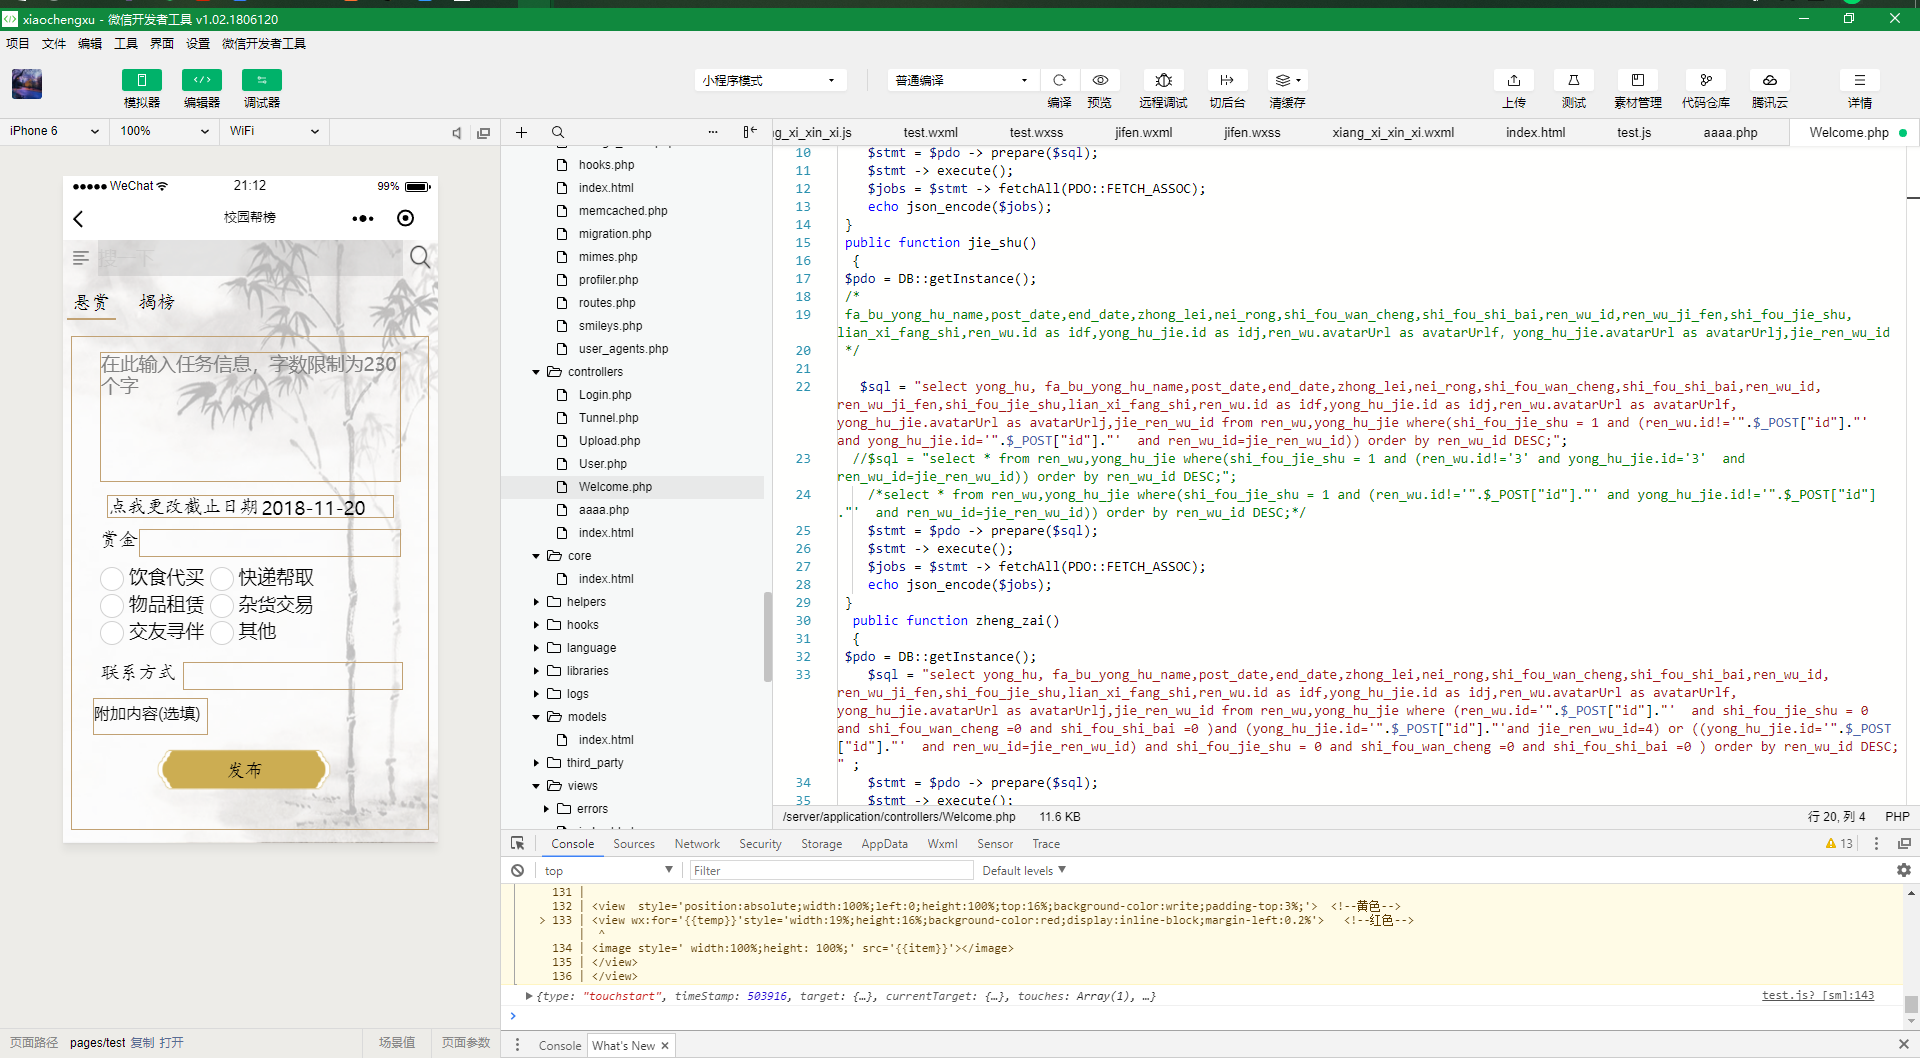 xiaochengxu - 微信开发者工具 v1.02.1806120
项目 文件 编辑 工具 界面 设置 微信开发者工具
模拟器 编辑器 调试器
小程序模式 普通编译
编译 预览 远程调试 切后台 清缓存
上传 测试 素材管理 代码仓库 腾讯云 详情
iPhone 6 100% WiFi
WeChat 21:12 99%
校园帮榜
搜一下
悬赏 揭榜
在此输入任务信息，字数限制为230
个字
点我更改截止日期 2018-11-20
赏金
饮食代买 快递帮取
物品租赁 杂货交易
交友寻伴 其他
联系方式
附加内容(选填)
发布
页面路径 pages/test 复制 打开 场景值 页面参数
hooks.php
index.html
memcached.php
migration.php
mimes.php
profiler.php
routes.php
smileys.php
user_agents.php
controllers
Login.php
Tunnel.php
Upload.php
User.php
Welcome.php
aaaa.php
index.html
core
index.html
helpers
hooks
language
libraries
logs
models
index.html
third_party
views
errors
ng_xi_xin_xi.js test.wxml test.wxss jifen.wxml jifen.wxss xiang_xi_xin_xi.wxml index.html test.js aaaa.php Welcome.php
10 $stmt = $pdo -> prepare($sql);
11 $stmt -> execute();
12 $jobs = $stmt -> fetchAll(PDO::FETCH_ASSOC);
13 echo json_encode($jobs);
14 }
15 public function jie_shu()
16 {
17 $pdo = DB::getInstance();
18 /*
19 fa_bu_yong_hu_name,post_date,end_date,zhong_lei,nei_rong,shi_fou_wan_cheng,shi_fou_shi_bai,ren_wu_id,ren_wu_ji_fen,shi_fou_jie_shu,
lian_xi_fang_shi,ren_wu.id as idf,yong_hu_jie.id as idj,ren_wu.avatarUrl as avatarUrlf, yong_hu_jie.avatarUrl as avatarUrlj,jie_ren_wu_id
20 */
21
22 $sql = "select yong_hu, fa_bu_yong_hu_name,post_date,end_date,zhong_lei,nei_rong,shi_fou_wan_cheng,shi_fou_shi_bai,ren_wu_id,
ren_wu_ji_fen,shi_fou_jie_shu,lian_xi_fang_shi,ren_wu.id as idf,yong_hu_jie.id as idj,ren_wu.avatarUrl as avatarUrlf,
yong_hu_jie.avatarUrl as avatarUrlj,jie_ren_wu_id from ren_wu,yong_hu_jie where(shi_fou_jie_shu = 1 and (ren_wu.id!='".$_POST["id"]."'
and yong_hu_jie.id='".$_POST["id"]."'  and ren_wu_id=jie_ren_wu_id)) order by ren_wu_id DESC;";
23 //$sql = "select * from ren_wu,yong_hu_jie where(shi_fou_jie_shu = 1 and (ren_wu.id!='3' and yong_hu_jie.id='3'  and
ren_wu_id=jie_ren_wu_id)) order by ren_wu_id DESC;";
24 /*select * from ren_wu,yong_hu_jie where(shi_fou_jie_shu = 1 and (ren_wu.id!='".$_POST["id"]."' and yong_hu_jie.id!='".$_POST["id"]
."'  and ren_wu_id=jie_ren_wu_id)) order by ren_wu_id DESC;*/
25 $stmt = $pdo -> prepare($sql);
26 $stmt -> execute();
27 $jobs = $stmt -> fetchAll(PDO::FETCH_ASSOC);
28 echo json_encode($jobs);
29 }
30 public function zheng_zai()
31 {
32 $pdo = DB::getInstance();
33 $sql = "select yong_hu, fa_bu_yong_hu_name,post_date,end_date,zhong_lei,nei_rong,shi_fou_wan_cheng,shi_fou_shi_bai,ren_wu_id,
ren_wu_ji_fen,shi_fou_jie_shu,lian_xi_fang_shi,ren_wu.id as idf,yong_hu_jie.id as idj,ren_wu.avatarUrl as avatarUrlf,
yong_hu_jie.avatarUrl as avatarUrlj,jie_ren_wu_id from ren_wu,yong_hu_jie where (ren_wu.id='".$_POST["id"]."'  and shi_fou_jie_shu = 0
and shi_fou_wan_cheng =0 and shi_fou_shi_bai =0 )and (yong_hu_jie.id='".$_POST["id"]."'and jie_ren_wu_id=4) or ((yong_hu_jie.id='".$_POST
["id"]."'  and ren_wu_id=jie_ren_wu_id) and shi_fou_jie_shu = 0 and shi_fou_wan_cheng =0 and shi_fou_shi_bai =0 ) order by ren_wu_id DESC;
" ;
34 $stmt = $pdo -> prepare($sql);
35 $stmt -> execute();
/server/application/controllers/Welcome.php 11.6 KB 行 20, 列 4 PHP
Console Sources Network Security Storage AppData Wxml Sensor Trace 13
top Filter Default levels
131 |
132 | <view  style='position:absolute;width:100%;left:0;height:100%;top:16%;background-color:write;padding-top:3%;'>  <!--黄色-->
> 133 | <view wx:for='{{temp}}'style='width:19%;height:16%;background-color:red;display:inline-block;margin-left:0.2%'>   <!--红色-->
| ^
134 | <image style=' width:100%;height: 100%;' src='{{item}}'></image>
135 | </view>
136 | </view>
{type: "touchstart", timeStamp: 503916, target: {…}, currentTarget: {…}, touches: Array(1), …} test.js? [sm]:143
>
Console What's New